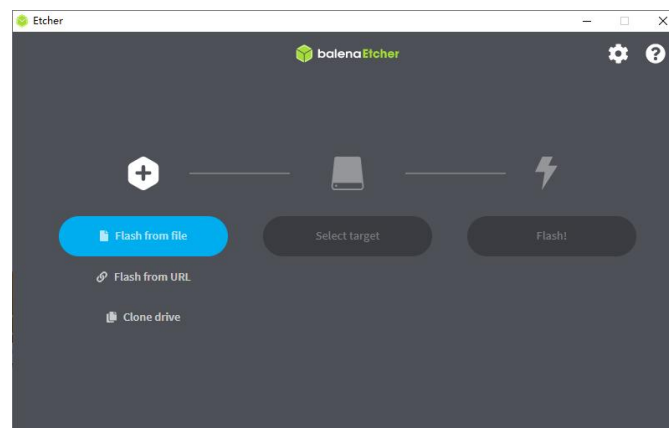 Etcher
balenaEtcher
Flash from file
Select target
Flash!
Flash from URL
Clone drive